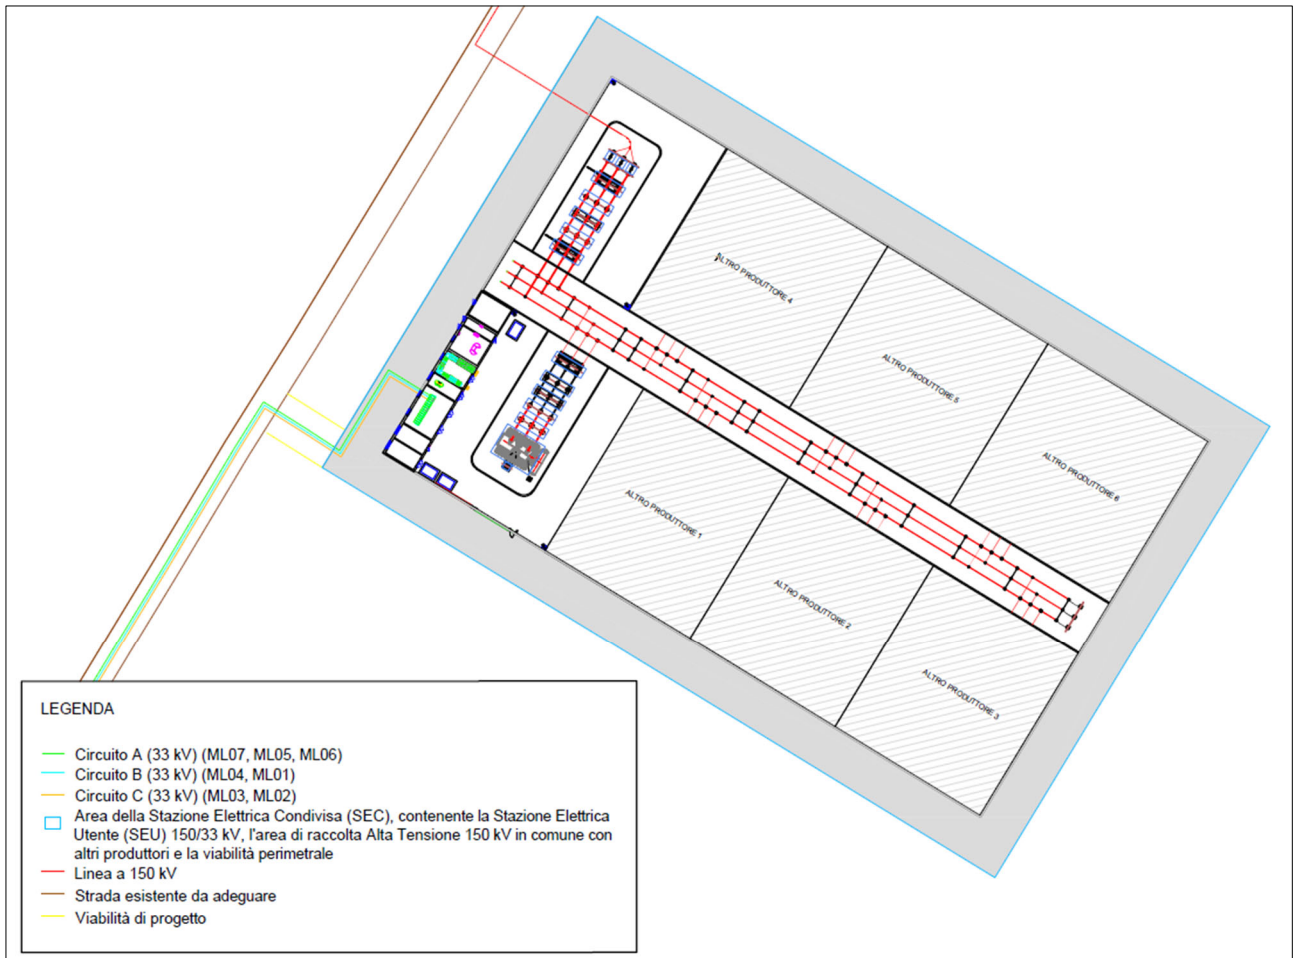 ALTRO PRODUTTORE 4
ALTRO PRODUTTORE 5
ALTRO PRODUTTORE 6
ALTRO PRODUTTORE 1
ALTRO PRODUTTORE 2
ALTRO PRODUTTORE 3
LEGENDA
Circuito A (33 kV) (ML07, ML05, ML06)
Circuito B (33 kV) (ML04, ML01)
Circuito C (33 kV) (ML03, ML02)
Area della Stazione Elettrica Condivisa (SEC), contenente la Stazione Elettrica
Utente (SEU) 150/33 kV, l'area di raccolta Alta Tensione 150 kV in comune con
altri produttori e la viabilità perimetrale
Linea a 150 kV
Strada esistente da adeguare
Viabilità di progetto